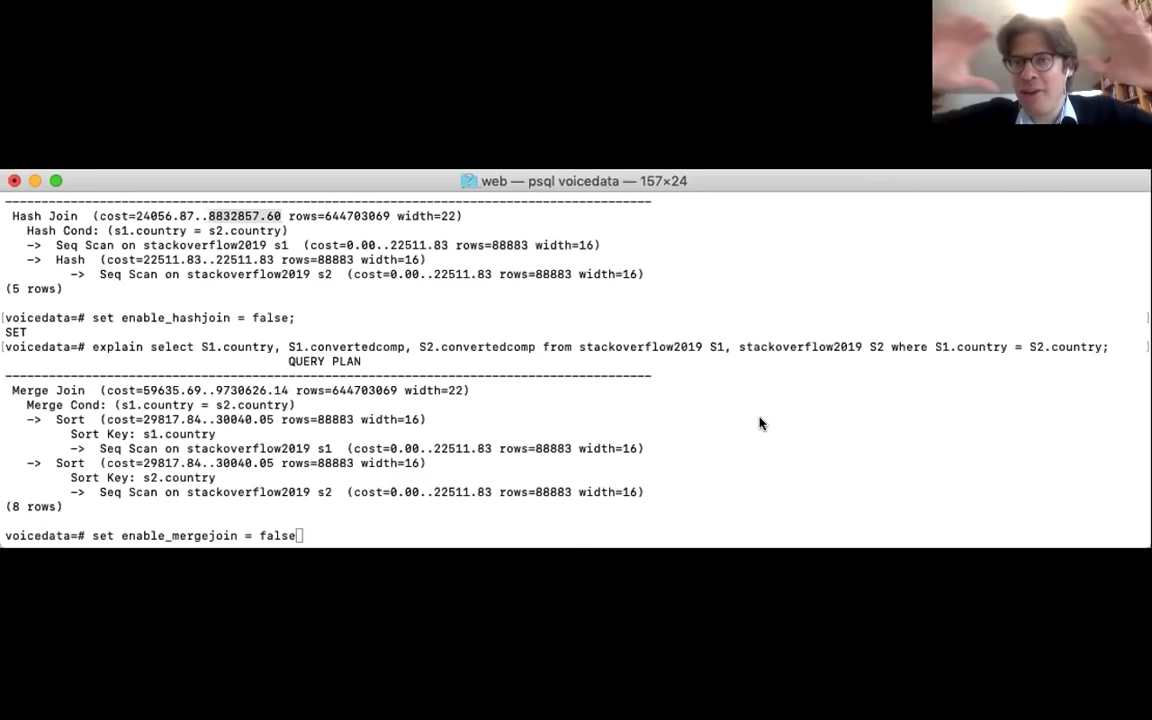 web — psql voicedata — 157×24
Hash Join  (cost=24056.87..8832857.60 rows=644703069 width=22)
Hash Cond: (s1.country = s2.country)
->  Seq Scan on stackoverflow2019 s1  (cost=0.00..22511.83 rows=88883 width=16)
->  Hash  (cost=22511.83..22511.83 rows=88883 width=16)
->  Seq Scan on stackoverflow2019 s2  (cost=0.00..22511.83 rows=88883 width=16)
(5 rows)
[voicedata=# set enable_hashjoin = false; ]
SET
[voicedata=# explain select S1.country, S1.convertedcomp, S2.convertedcomp from stackoverflow2019 S1, stackoverflow2019 S2 where S1.country = S2.country; ]
QUERY PLAN
Merge Join  (cost=59635.69..9730626.14 rows=644703069 width=22)
Merge Cond: (s1.country = s2.country)
->  Sort  (cost=29817.84..30040.05 rows=88883 width=16)
Sort Key: s1.country
->  Seq Scan on stackoverflow2019 s1  (cost=0.00..22511.83 rows=88883 width=16)
->  Sort  (cost=29817.84..30040.05 rows=88883 width=16)
Sort Key: s2.country
->  Seq Scan on stackoverflow2019 s2  (cost=0.00..22511.83 rows=88883 width=16)
(8 rows)
voicedata=# set enable_mergejoin = false